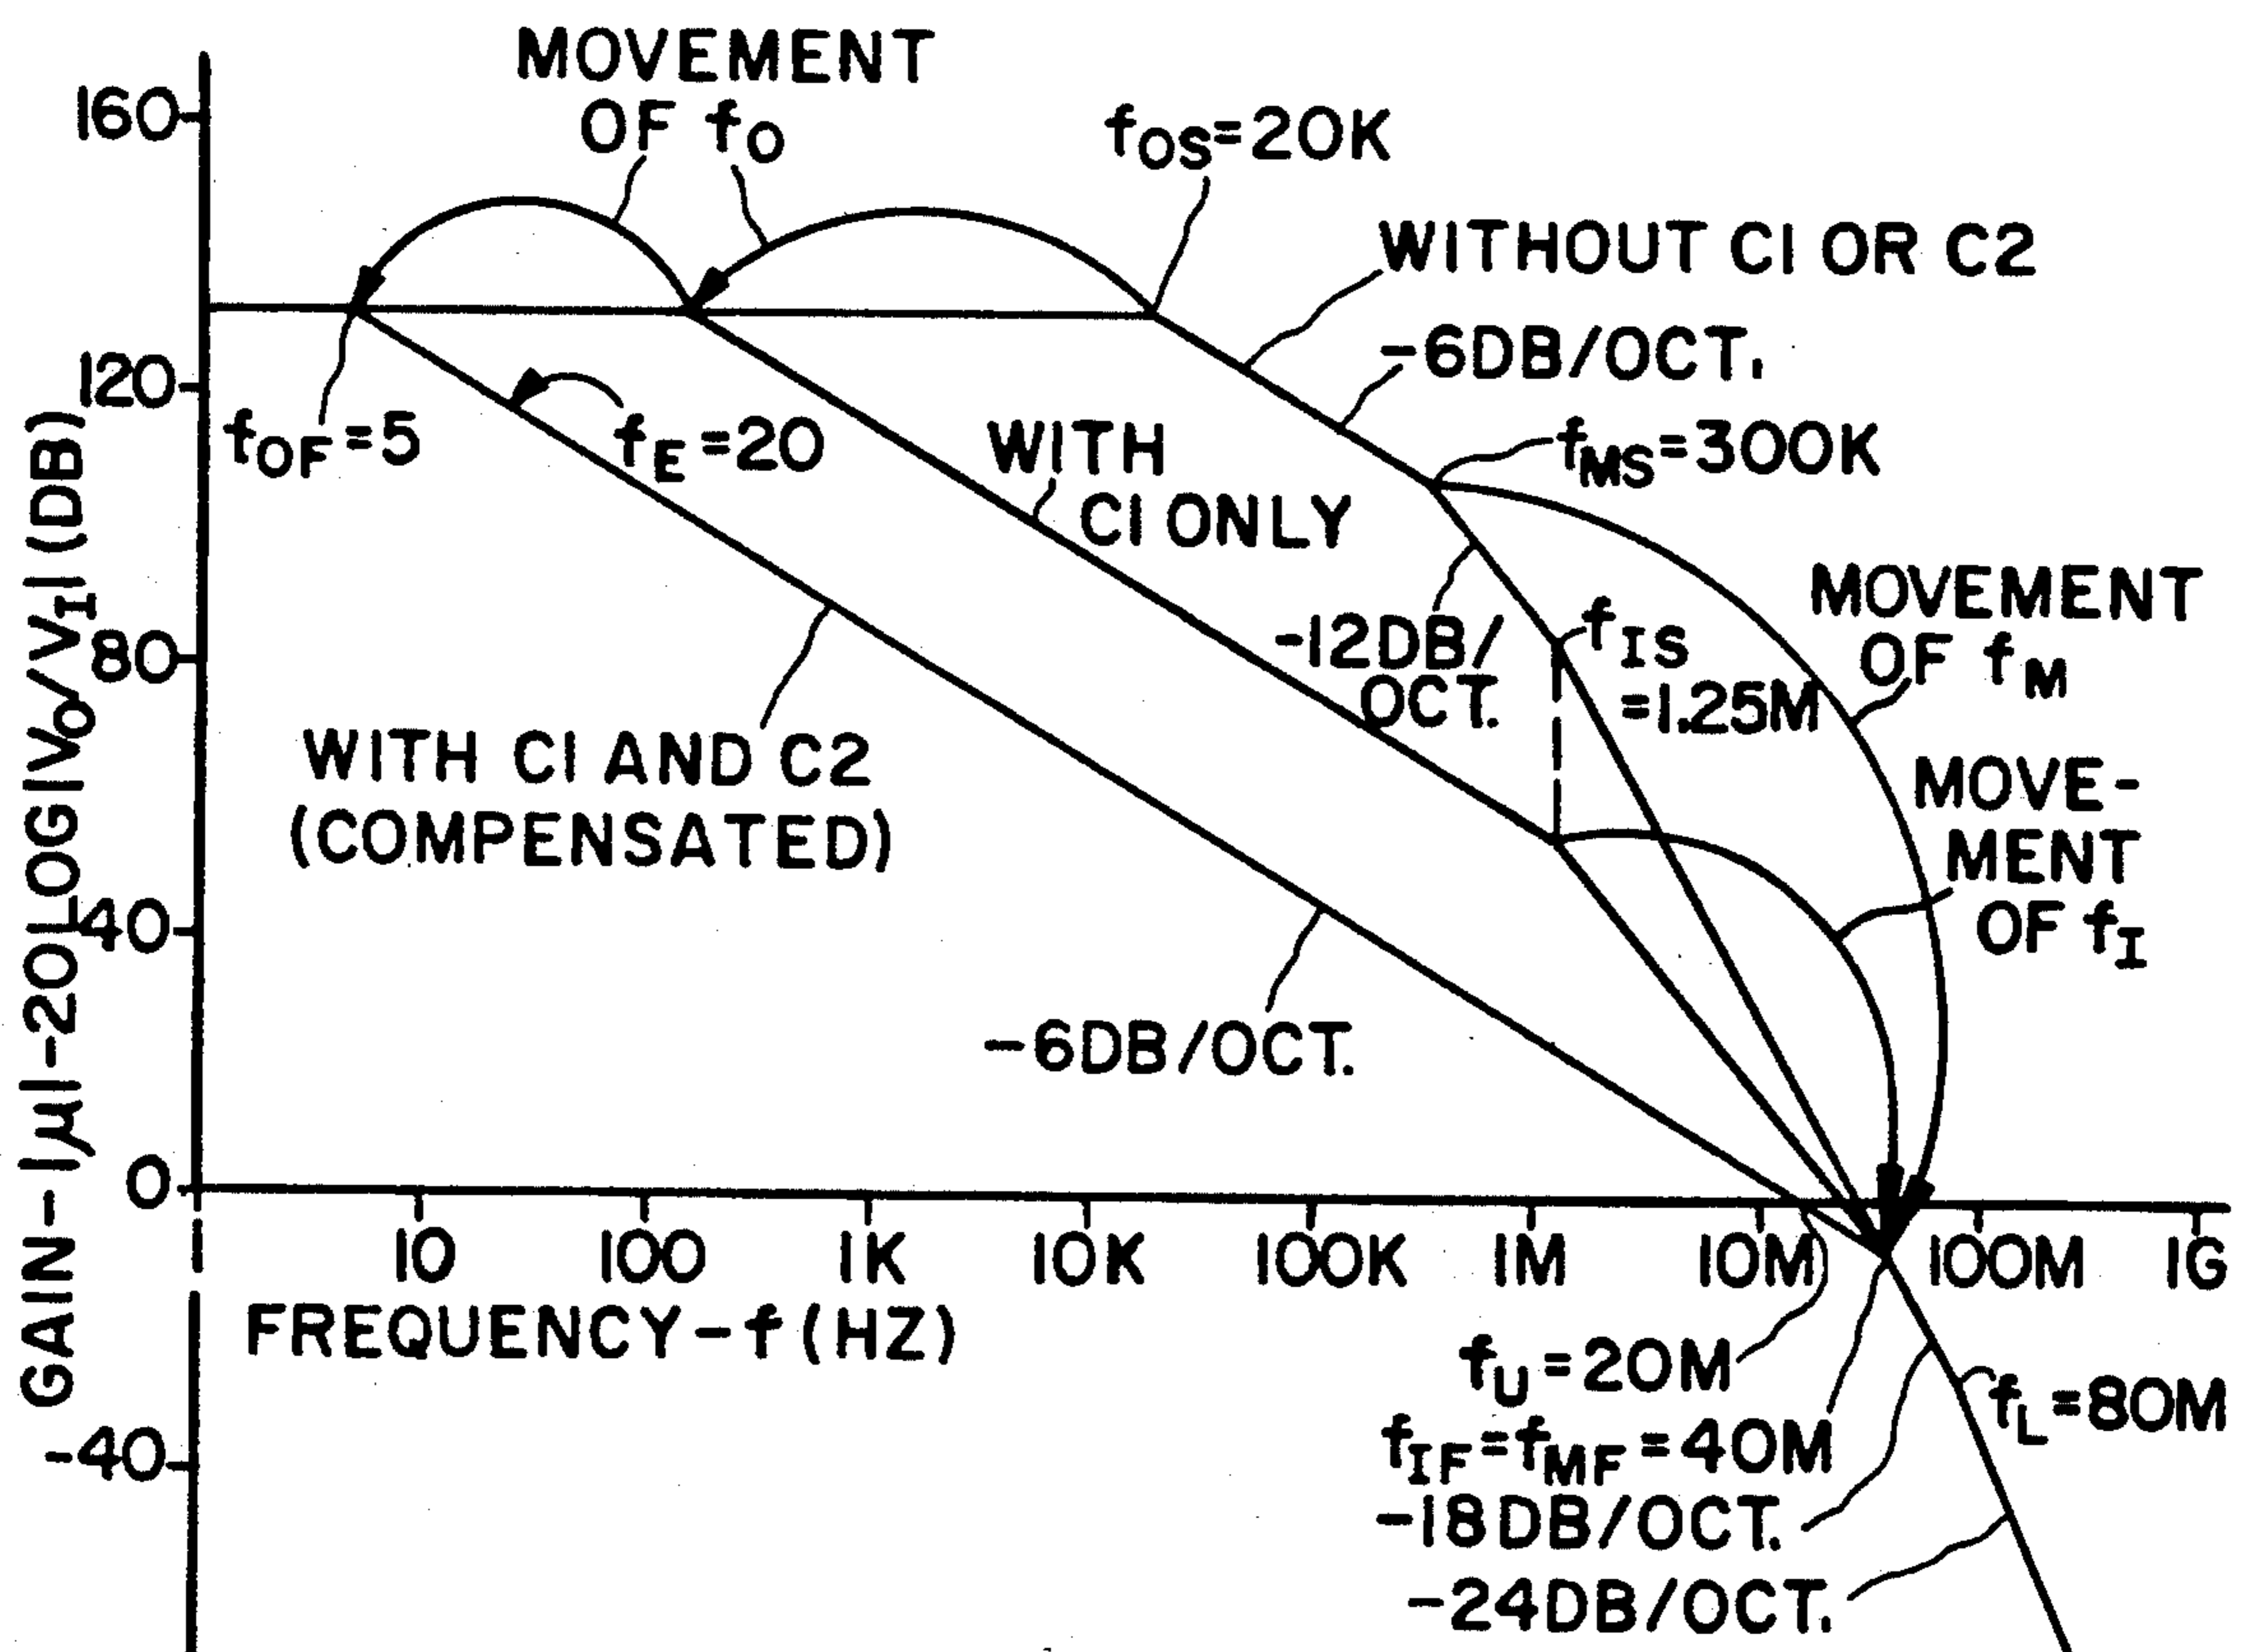 MOVEMENT
OF fO
fOS=20K
160
WITHOUT C1 OR C2
-6DB/OCT.
120
fOF=5
fE=20
WITH
C1 ONLY
fMS=300K
MOVEMENT
OF fM
-12DB/
OCT.
fIS
=1.25M
80
WITH C1 AND C2
(COMPENSATED)
MOVE-
MENT
OF fI
40
-6DB/OCT.
GAIN-|μ|-20LOG|VO/VI|(DB)
0
10
100
1K
10K
100K
1M
10M
100M
1G
FREQUENCY-f(HZ)
fU=20M
fL=80M
fIF=fMF=40M
-40
-18DB/OCT.
-24DB/OCT.